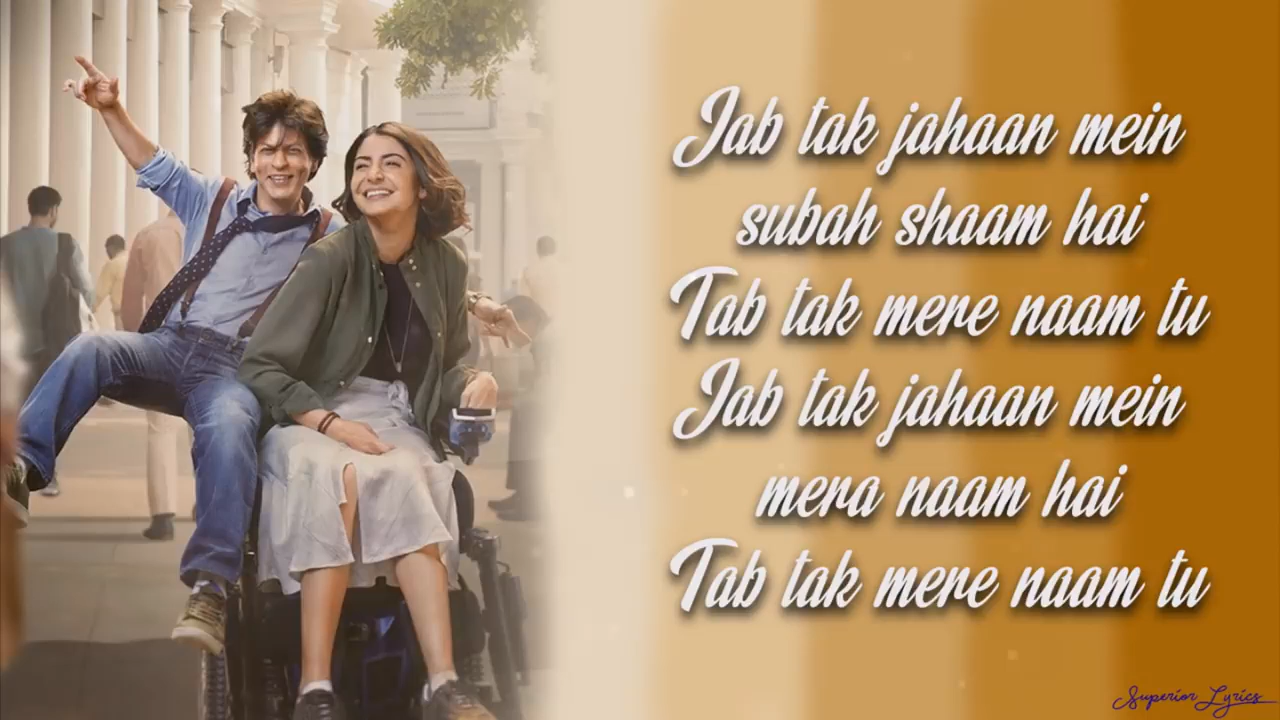 Jab tak jahaan mein
subah shaam hai
Tab tak mere naam tu
Jab tak jahaan mein
mera naam hai
Tab tak mere naam tu
Superior Lyrics